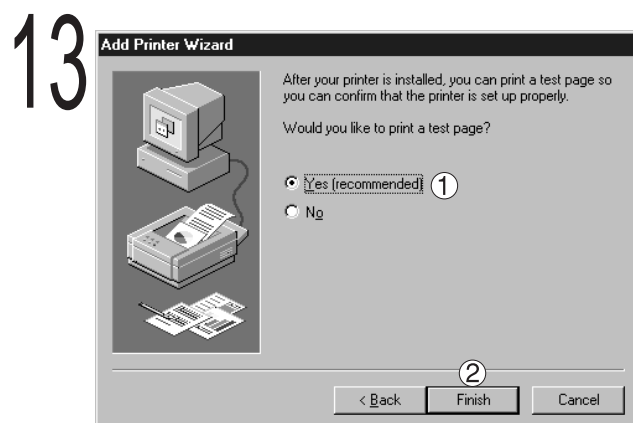 13
Add Printer Wizard
After your printer is installed, you can print a test page so
you can confirm that the printer is set up properly.
Would you like to print a test page?
Yes (recommended) 1
No
2
< Back Finish Cancel